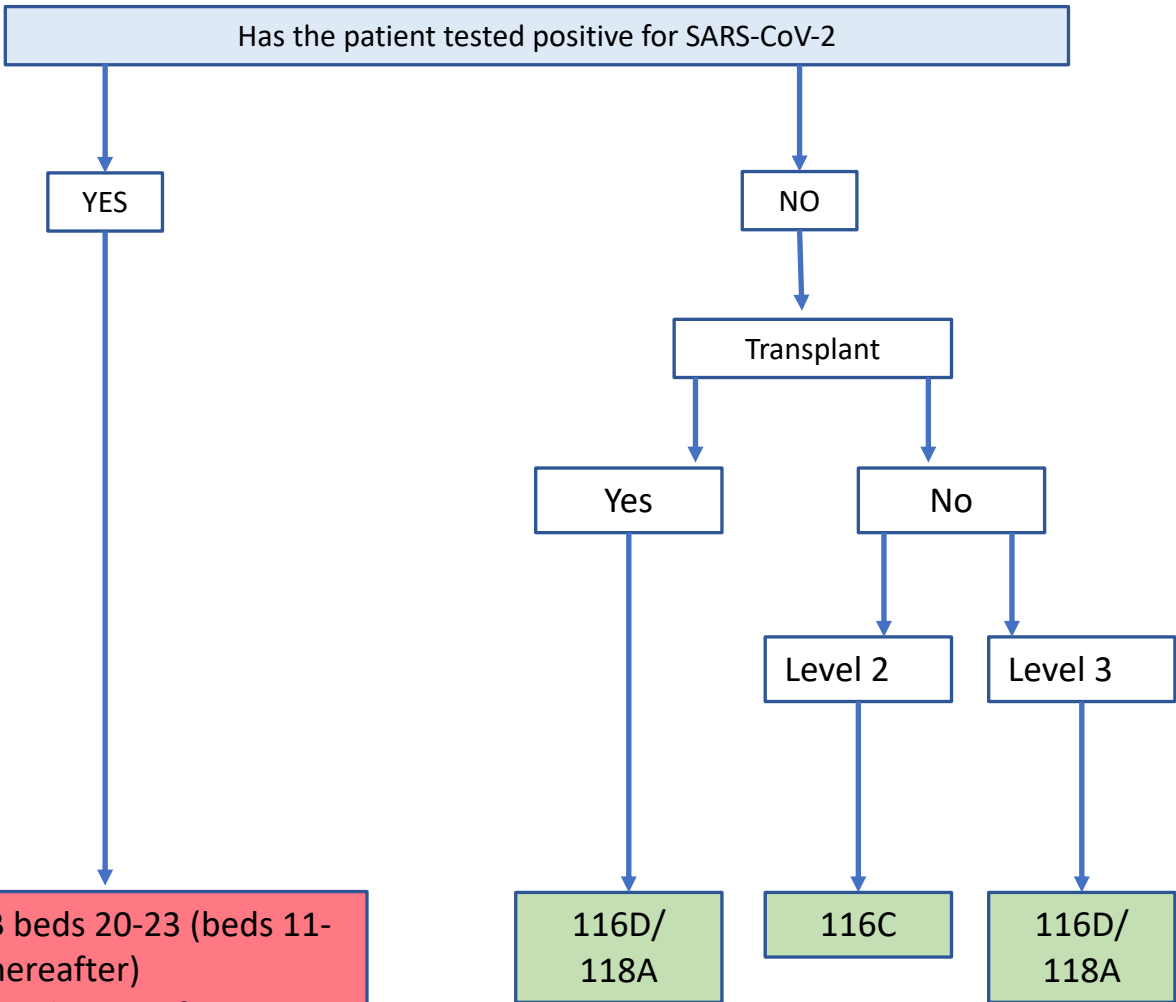 Has the patient tested positive for SARS-CoV-2
YES
NO
Transplant
Yes
No
Level 2
Level 3
beds 20-23 (beds 11-
hereafter)
116D/
118A
116C
116D/
118A